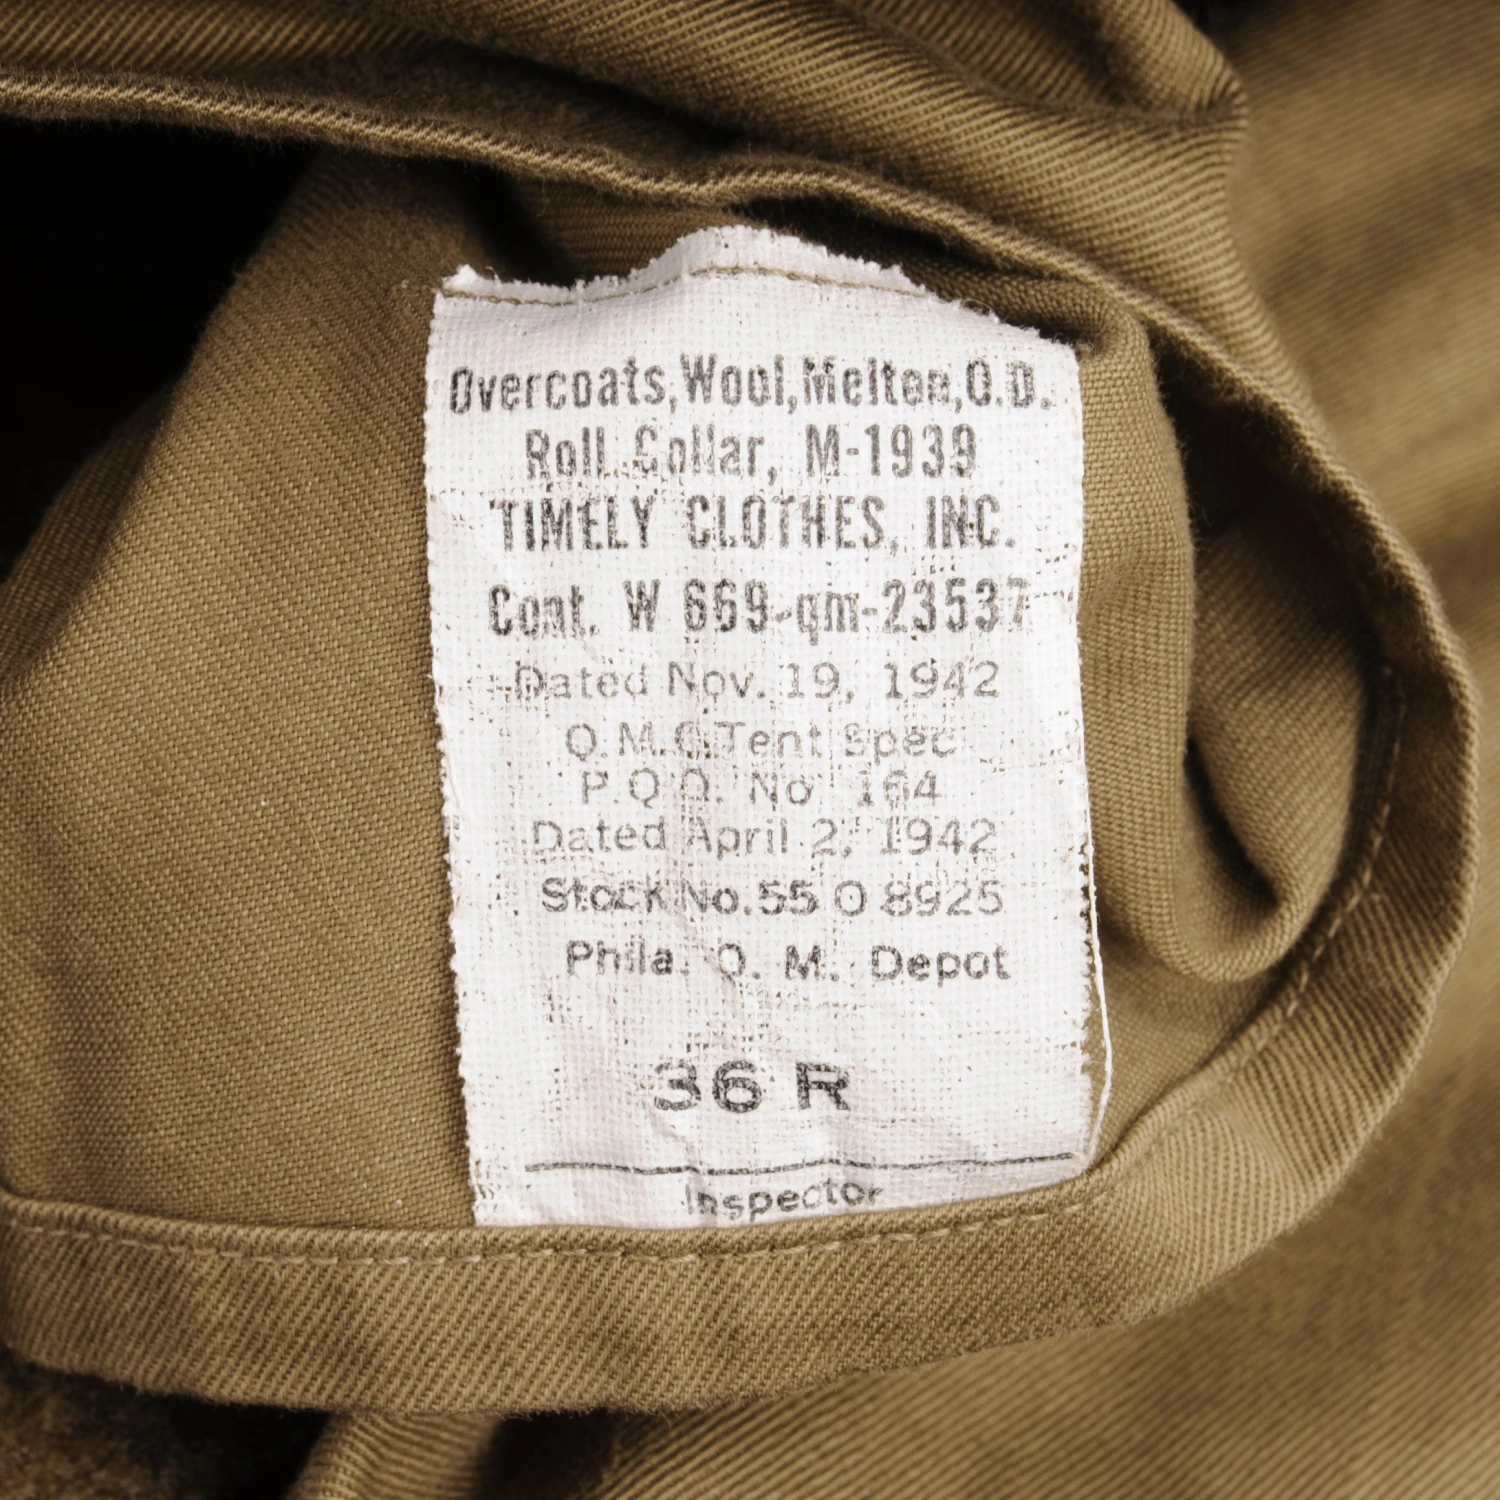 Overcoats, Wool, Melton, O.D.
Roll Collar, M-1939
TIMELY CLOTHES, INC.
Cont. W 669-qm-23537
Dated Nov. 19, 1942
Q.M.C Tent Spec
P.Q.D. No 164
Dated April 2, 1942
Stock No. 55 O 8925
Phila. Q. M. Depot
36 R
Inspector